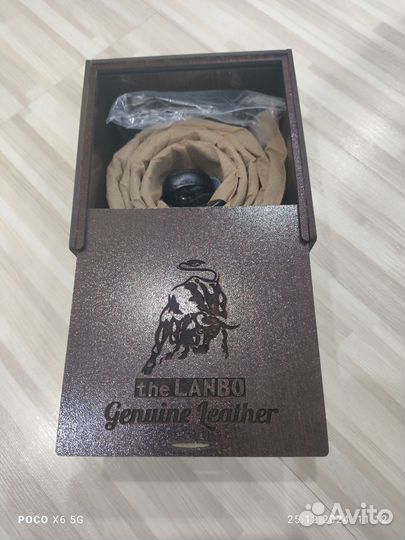 the LANBO
Genuine Leather
POCO X6 5G
Avito